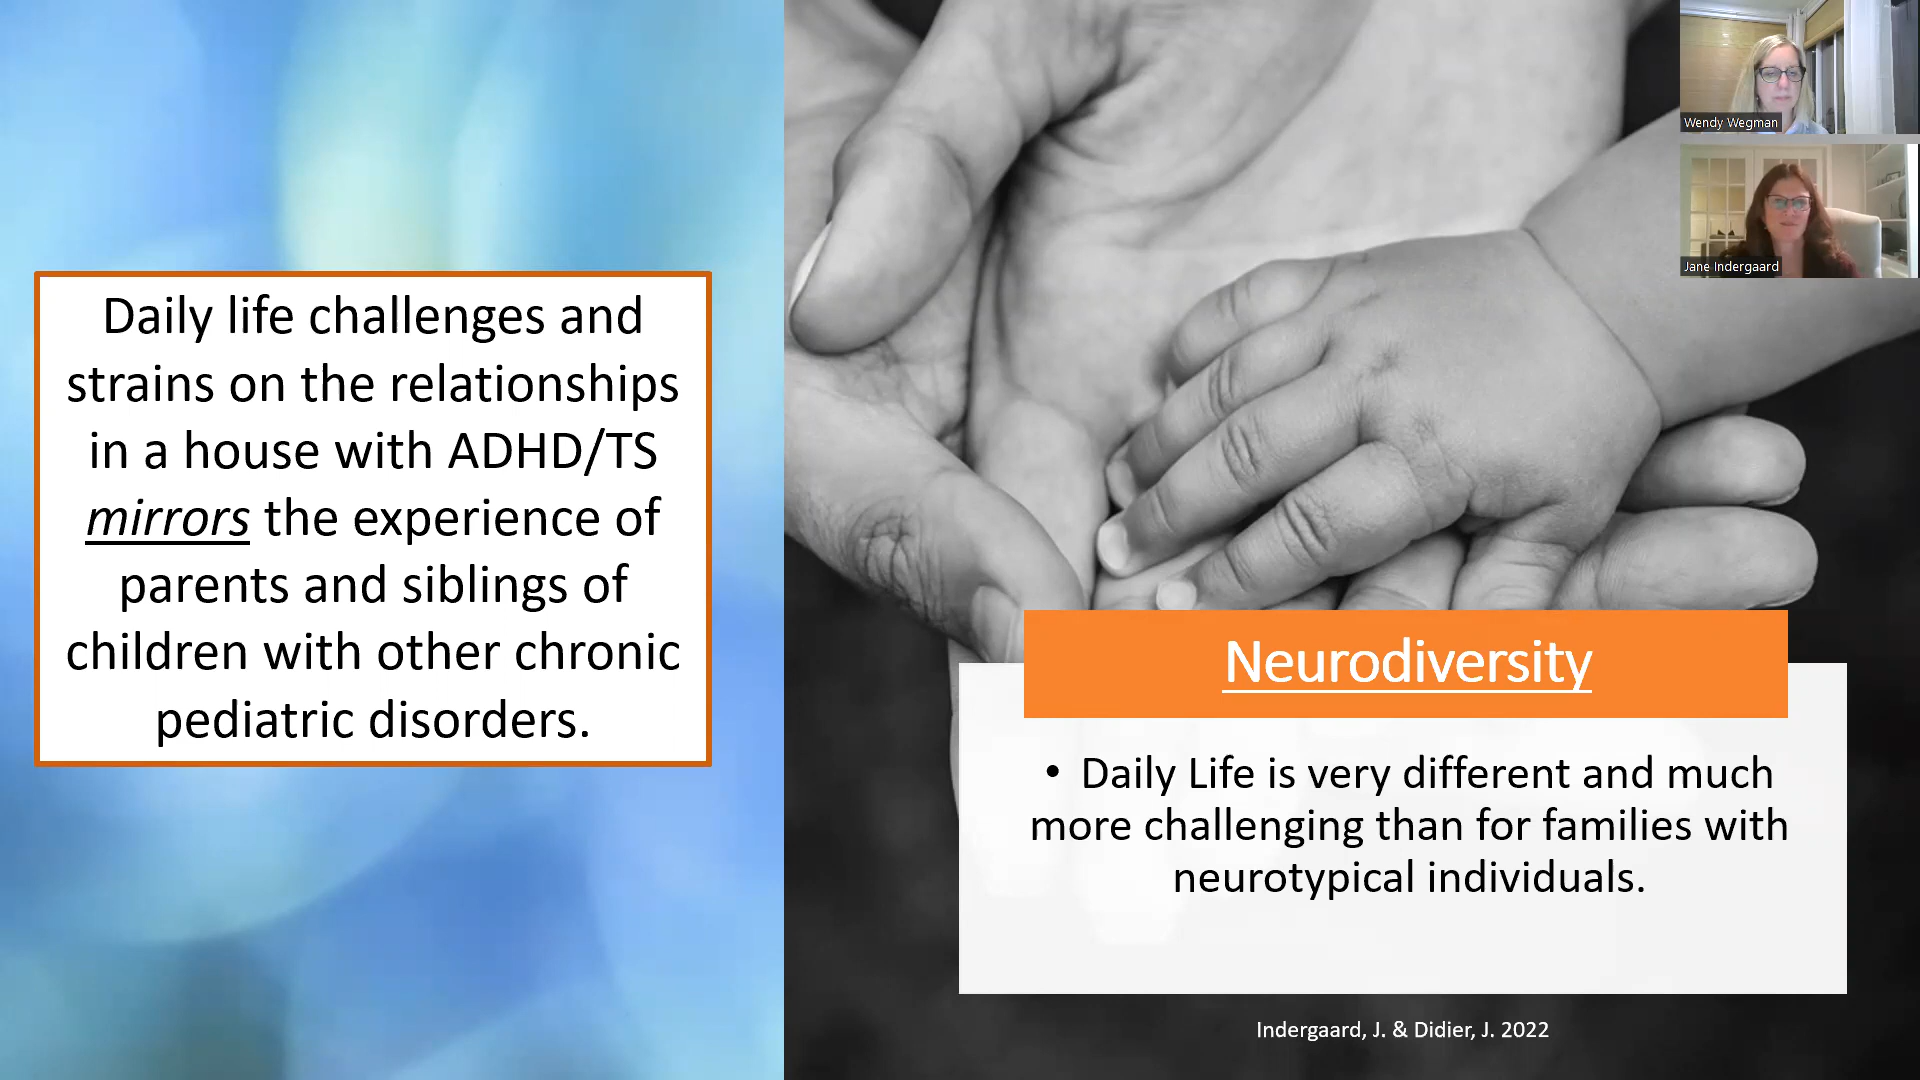 Daily life challenges and
strains on the relationships
in a house with ADHD/TS
mirrors the experience of
parents and siblings of
children with other chronic
pediatric disorders.
Neurodiversity
• Daily Life is very different and much
more challenging than for families with
neurotypical individuals.
Indergaard, J. & Didier, J. 2022
Wendy Wegman
Jane Indergaard